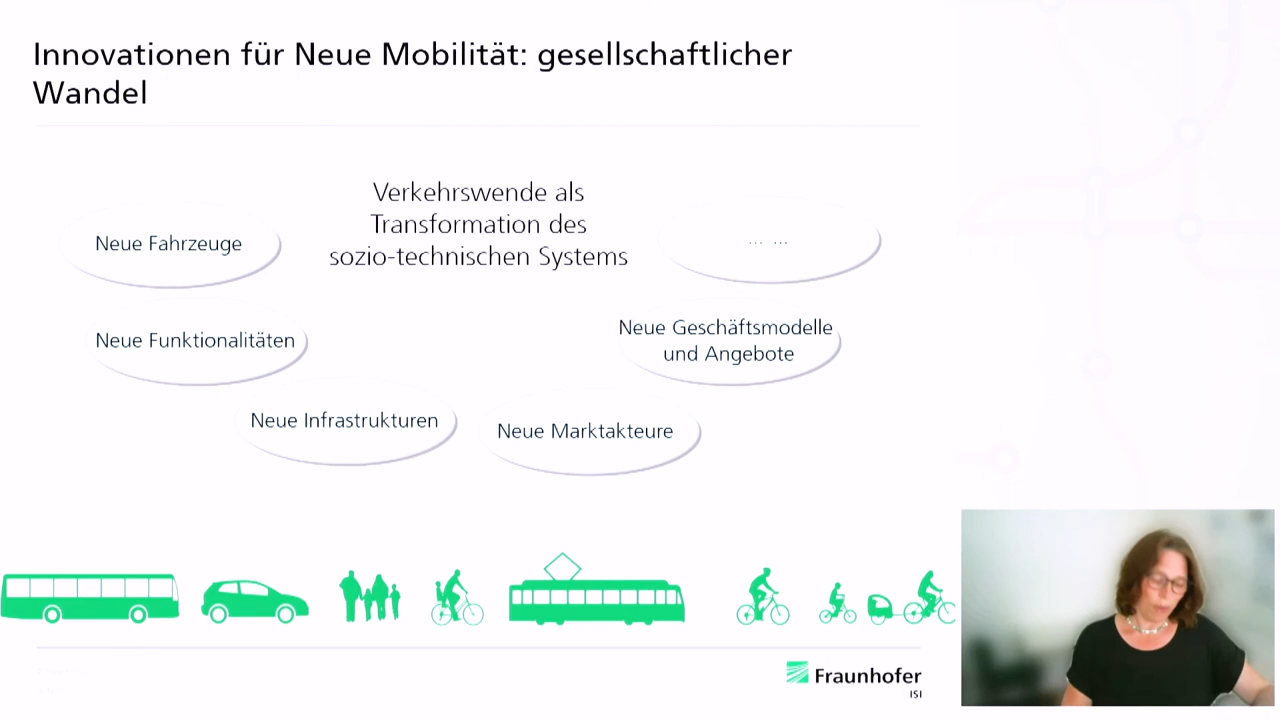 Innovationen für Neue Mobilität: gesellschaftlicher
Wandel
Verkehrswende als
Transformation des
sozio-technischen Systems
Neue Fahrzeuge
... ...
Neue Funktionalitäten
Neue Geschäftsmodelle
und Angebote
Neue Infrastrukturen
Neue Marktakteure
Fraunhofer
ISI